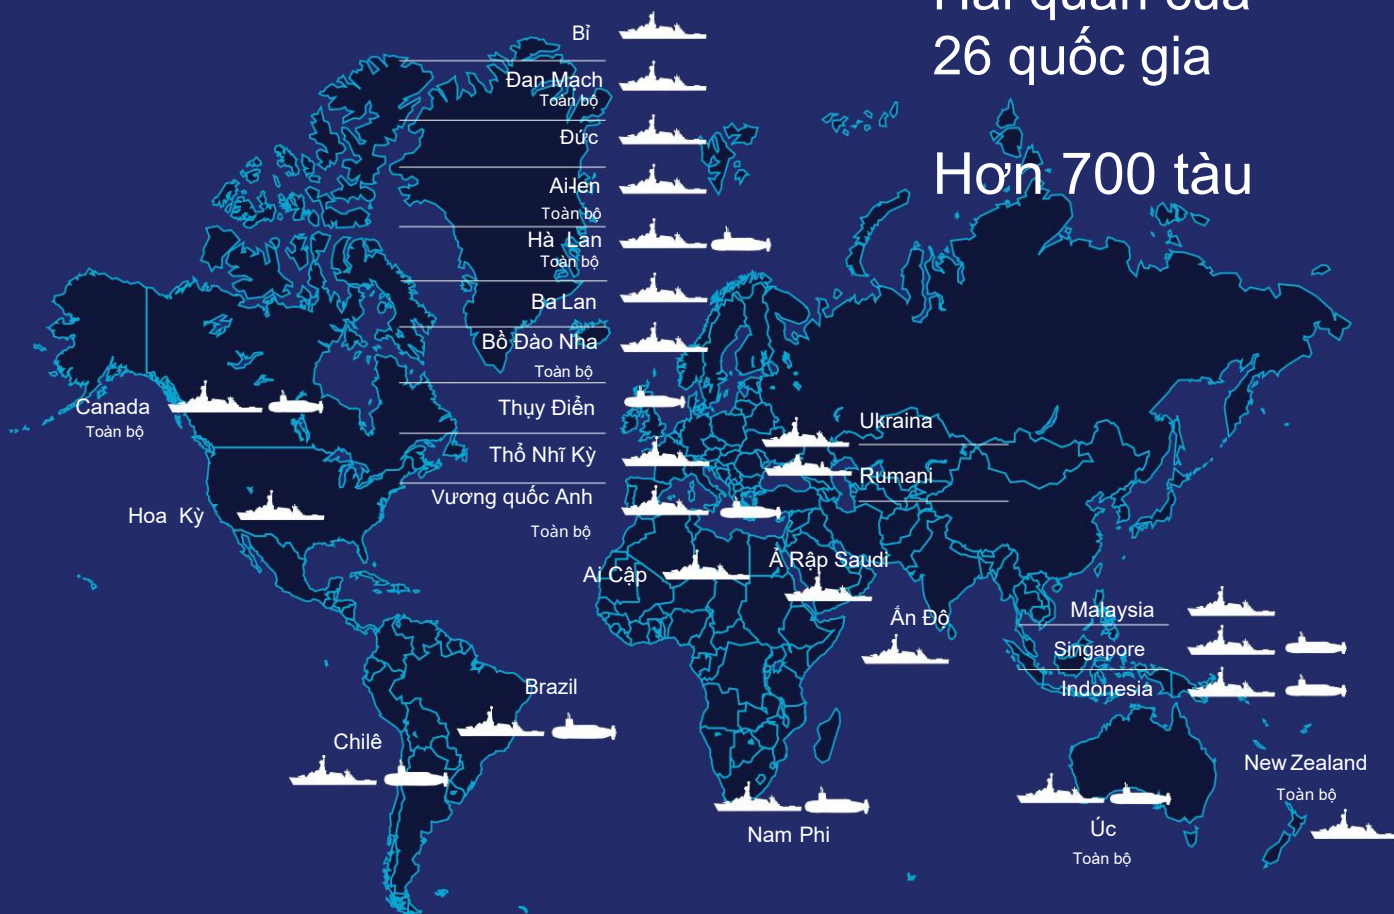 Hải quân của
26 quốc gia
Hơn 700 tàu
Bỉ
Đan Mạch
Toàn bộ
Đức
Ai-len
Toàn bộ
Hà Lan
Toàn bộ
Ba Lan
Bồ Đào Nha
Toàn bộ
Thụy Điển
Thổ Nhĩ Kỳ
Vương quốc Anh
Toàn bộ
Canada
Toàn bộ
Hoa Kỳ
Ukraina
Rumani
Ai Cập
Ả Rập Saudi
Ấn Độ
Malaysia
Singapore
Indonesia
Brazil
Chilê
Nam Phi
Úc
Toàn bộ
New Zealand
Toàn bộ